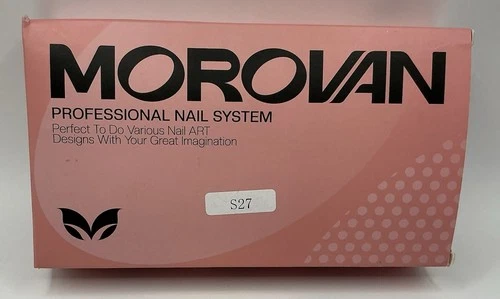 MOROVAN
PROFESSIONAL NAIL SYSTEM
Perfect To Do Various Nail ART
Designs With Your Great Imagination
S27